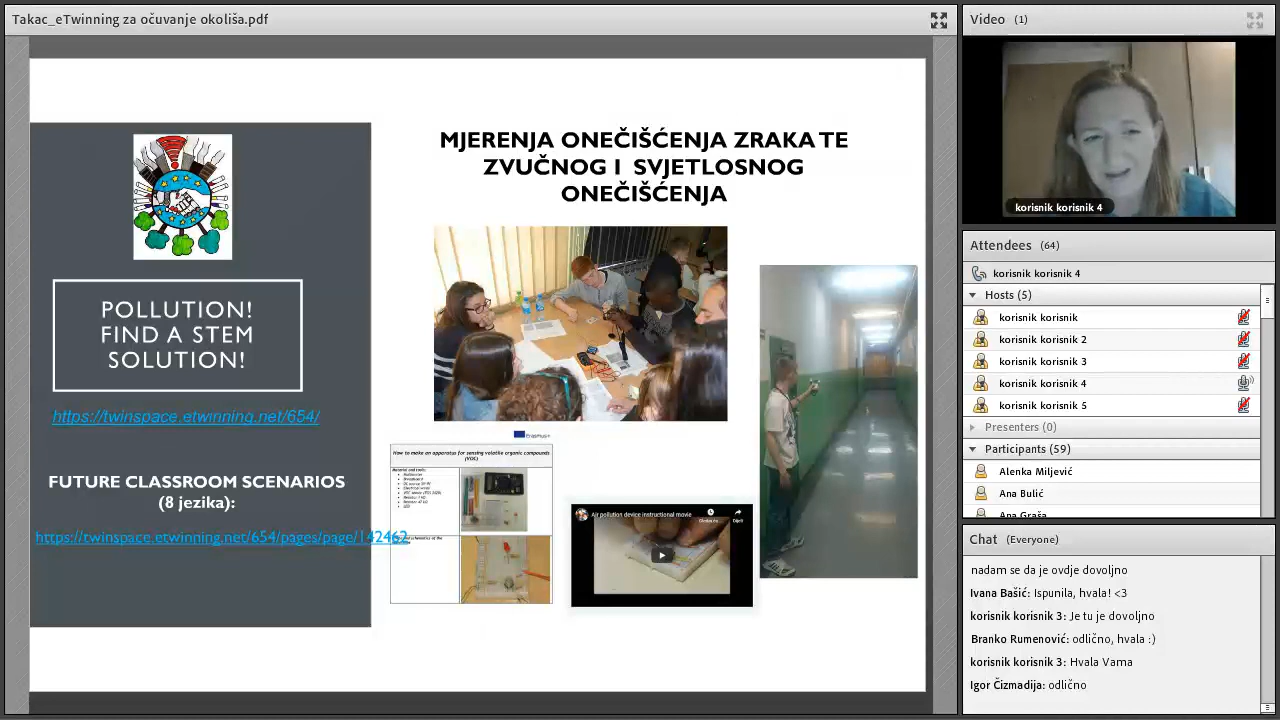 Takac_eTwinning za očuvanje okoliša.pdf
POLLUTION!
FIND A STEM
SOLUTION!
https://twinspace.etwinning.net/654/
FUTURE CLASSROOM SCENARIOS
(8 jezika):
https://twinspace.etwinning.net/654/pages/page/142462
MJERENJA ONEČIŠĆENJA ZRAKA TE
ZVUČNOG I SVJETLOSNOG
ONEČIŠĆENJA
Erasmus+
How to make an apparatus for sensing volatile organic compounds
(VOC)
Material and tools:
Air pollution device instructional movie
Video (1)
korisnik korisnik 4
Attendees (64)
korisnik korisnik 4
Hosts (5)
korisnik korisnik
korisnik korisnik 2
korisnik korisnik 3
korisnik korisnik 4
korisnik korisnik 5
Presenters (0)
Participants (59)
Alenka Miljević
Ana Bulić
Ana Graša
Chat (Everyone)
nadam se da je ovdje dovoljno
Ivana Bašić: Ispunila, hvala! <3
korisnik korisnik 3: Je tu je dovoljno
Branko Rumenović: odlično, hvala :)
korisnik korisnik 3: Hvala Vama
Igor Čizmadija: odlično